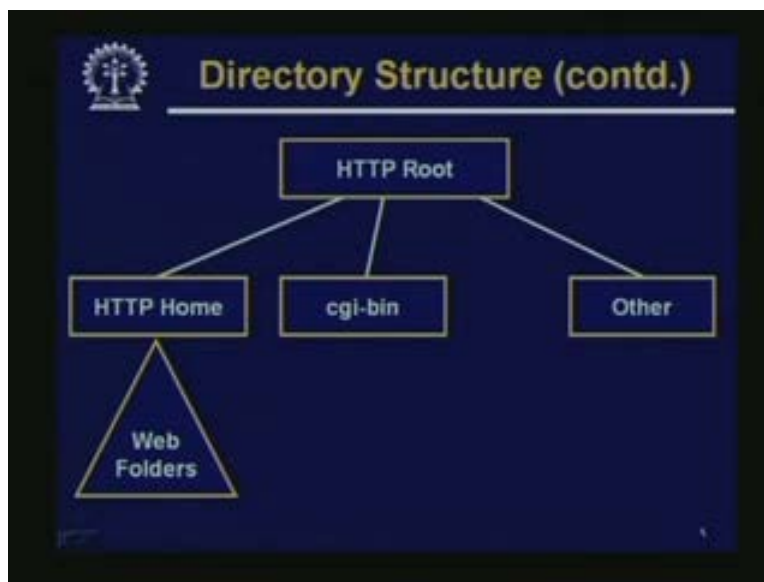 Directory Structure (contd.)
HTTP Root
HTTP Home
cgi-bin
Other
Web
Folders